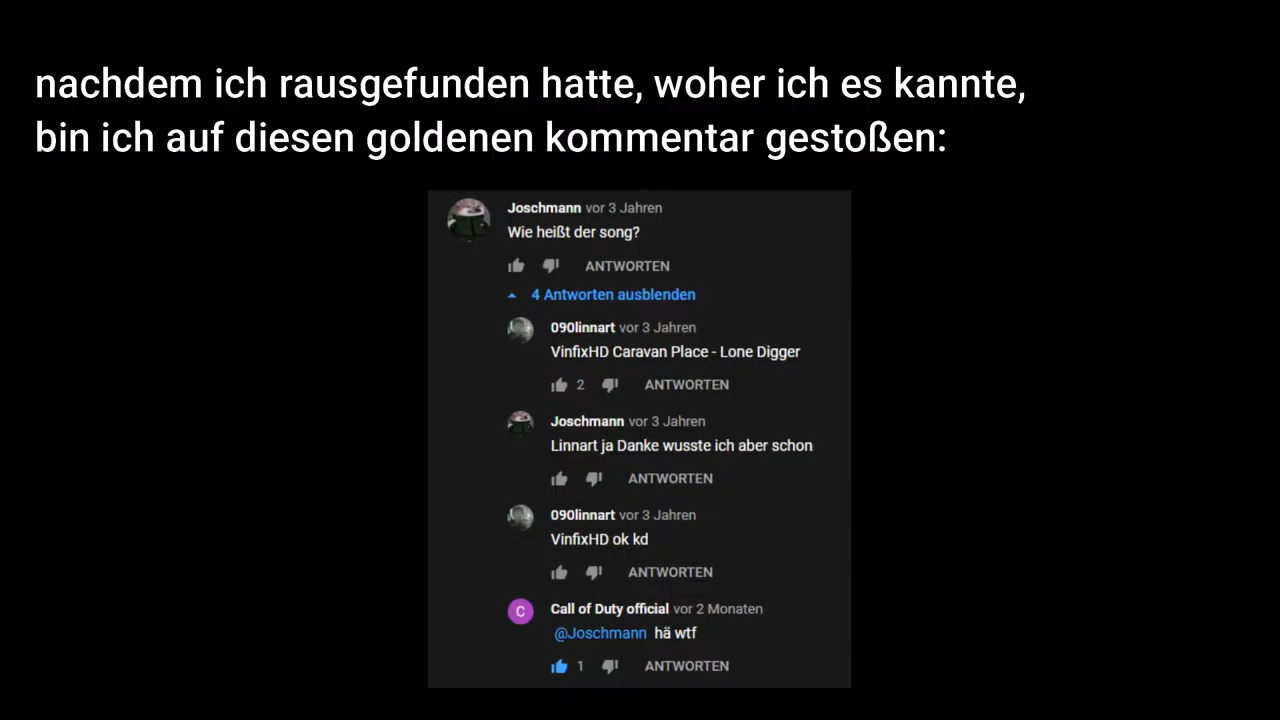 nachdem ich rausgefunden hatte, woher ich es kannte,
bin ich auf diesen goldenen kommentar gestoßen:
Joschmann vor 3 Jahren
Wie heißt der song?
ANTWORTEN
4 Antworten ausblenden
090linnart vor 3 Jahren
VinfixHD Caravan Place - Lone Digger
2 ANTWORTEN
Joschmann vor 3 Jahren
Linnart ja Danke wusste ich aber schon
ANTWORTEN
090linnart vor 3 Jahren
VinfixHD ok kd
ANTWORTEN
C Call of Duty official vor 2 Monaten
@Joschmann hä wtf
1 ANTWORTEN